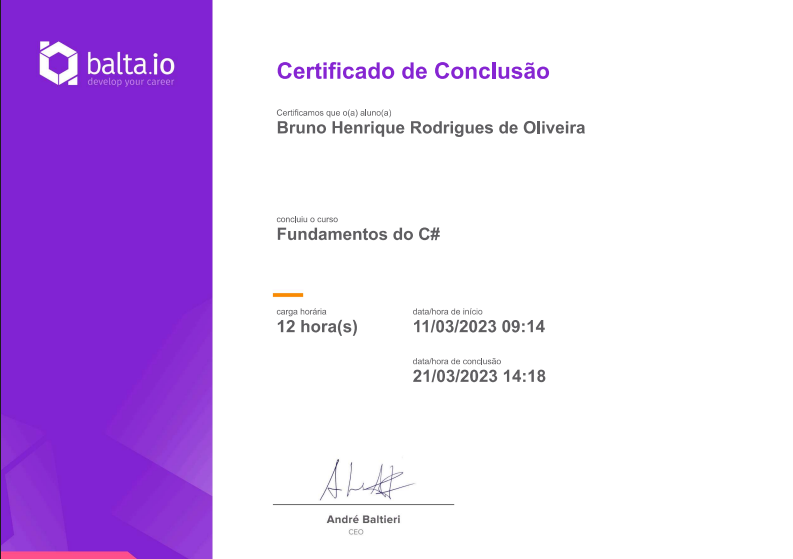 balta.io
develop your career
Certificado de Conclusão
Certificamos que o(a) aluno(a)
Bruno Henrique Rodrigues de Oliveira
concluiu o curso
Fundamentos do C#
carga horária
12 hora(s)
data/hora de início
11/03/2023 09:14
data/hora de conclusão
21/03/2023 14:18
André Baltieri
CEO